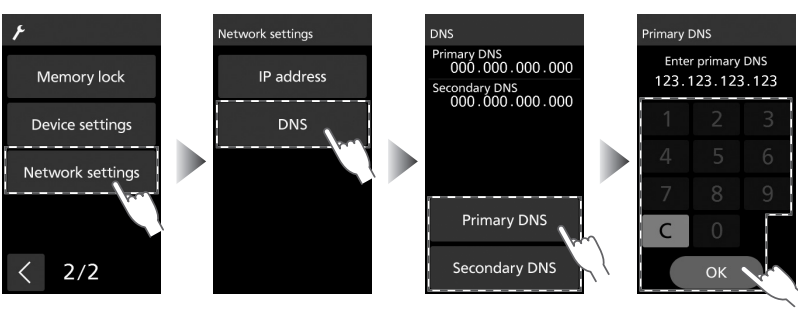 Memory lock
Device settings
Network settings
2/2
Network settings
IP address
DNS
DNS
Primary DNS
000.000.000.000
Secondary DNS
000.000.000.000
Primary DNS
Secondary DNS
Primary DNS
Enter primary DNS
123.123.123.123
1 2 3
4 5 6
7 8 9
C 0
OK